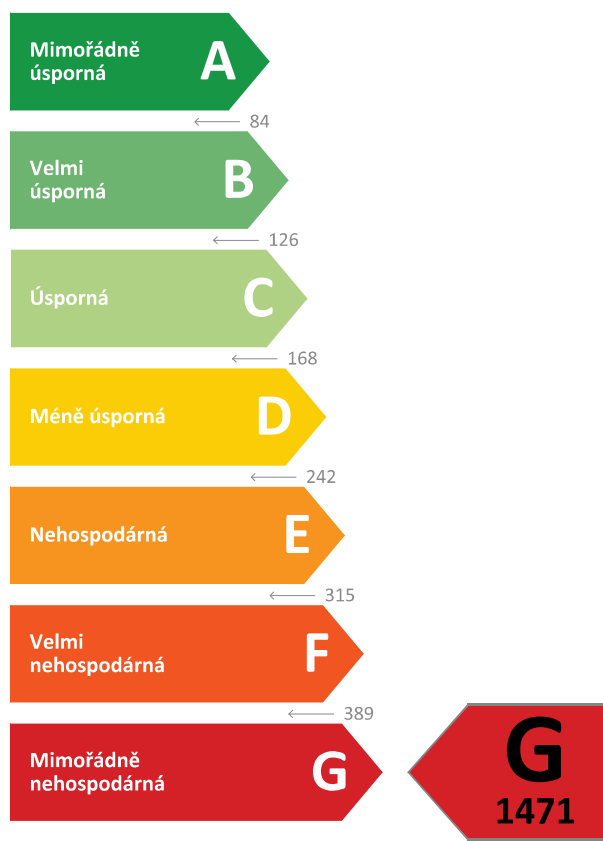 Mimořádně
úsporná
A
84
Velmi
úsporná
B
126
Úsporná
C
168
Méně úsporná
D
242
Nehospodárná
E
315
Velmi
nehospodárná
F
389
Mimořádně
nehospodárná
G
G
1471